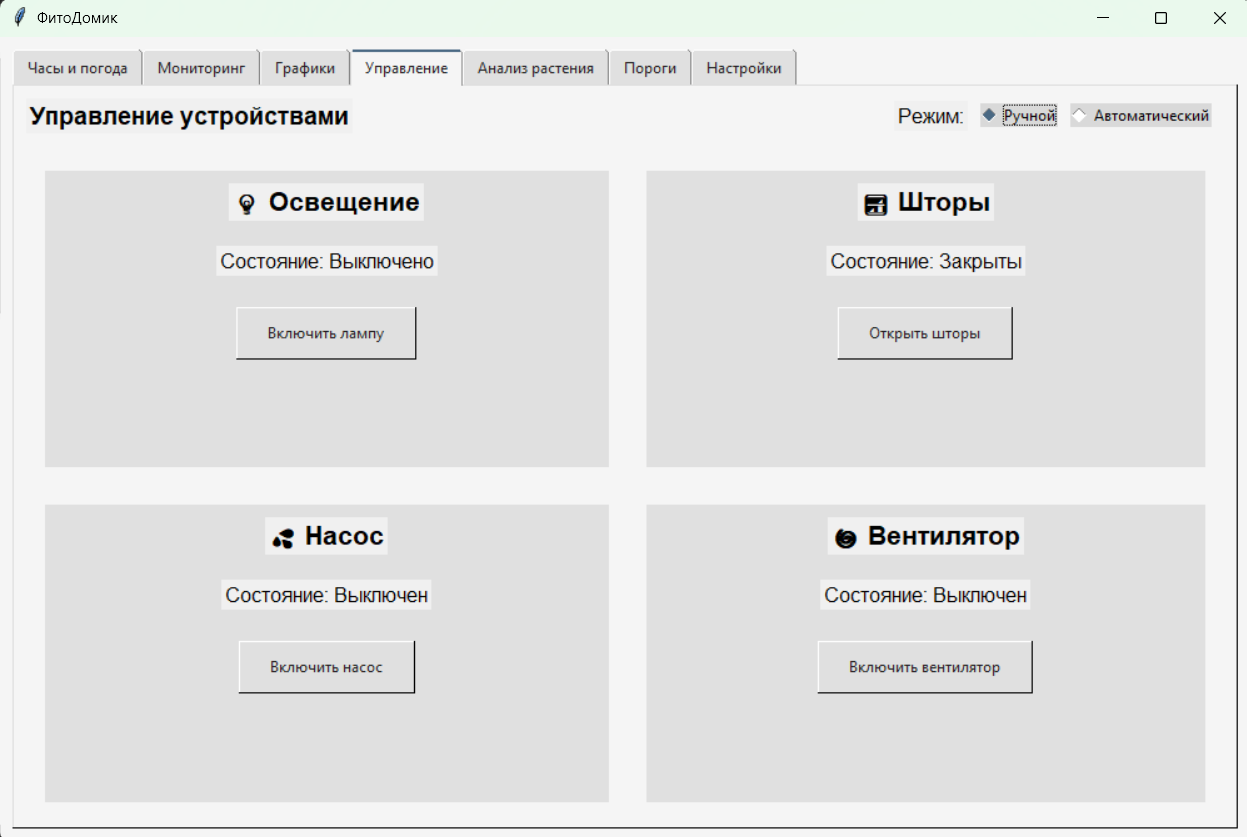 ФитоДомик
Часы и погода Мониторинг Графики Управление Анализ растения Пороги Настройки
Управление устройствами Режим: Ручной Автоматический
Освещение
Состояние: Выключено
Включить лампу
Шторы
Состояние: Закрыты
Открыть шторы
Насос
Состояние: Выключен
Включить насос
Вентилятор
Состояние: Выключен
Включить вентилятор